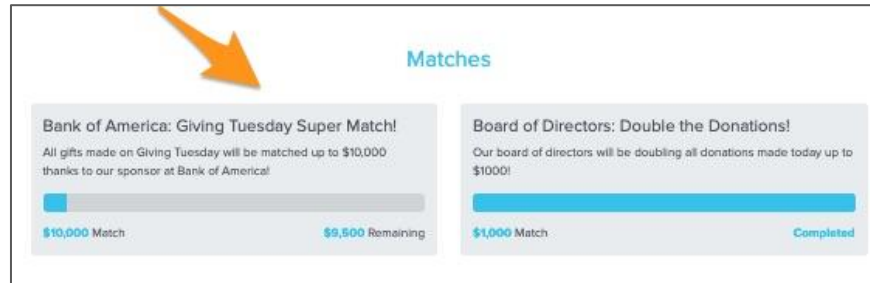 Matches
Bank of America: Giving Tuesday Super Match!
All gifts made on Giving Tuesday will be matched up to $10,000
thanks to our sponsor at Bank of America!
$10,000 Match
$9,500 Remaining
Board of Directors: Double the Donations!
Our board of directors will be doubling all donations made today up to
$1000!
$1,000 Match
Completed